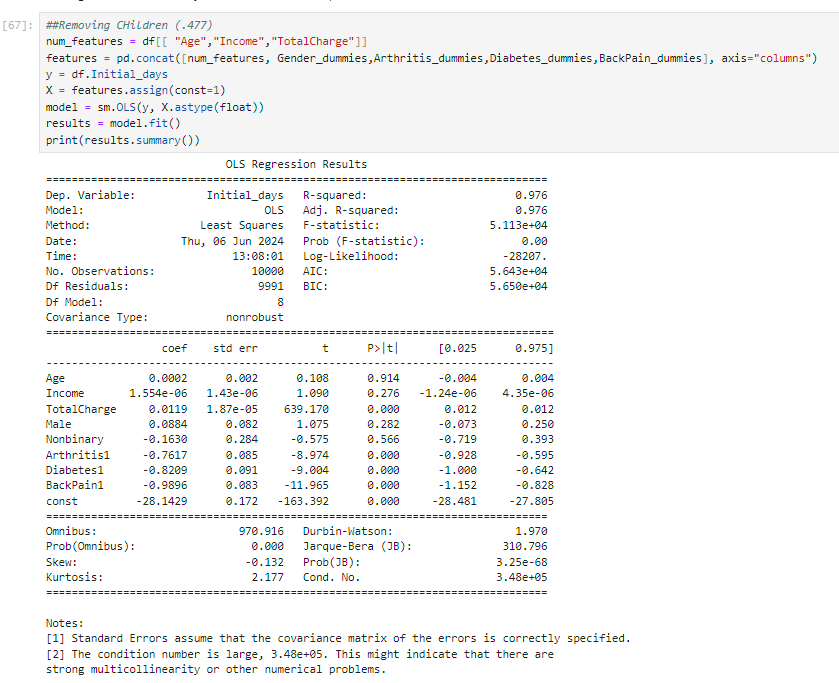 [67]: ##Removing CHildren (.477)
num_features = df[[ "Age","Income","TotalCharge"]]
features = pd.concat([num_features, Gender_dummies,Arthritis_dummies,Diabetes_dummies,BackPain_dummies], axis="columns")
y = df.Initial_days
X = features.assign(const=1)
model = sm.OLS(y, X.astype(float))
results = model.fit()
print(results.summary())
OLS Regression Results
==============================================================================
Dep. Variable: Initial_days R-squared: 0.976
Model: OLS Adj. R-squared: 0.976
Method: Least Squares F-statistic: 5.113e+04
Date: Thu, 06 Jun 2024 Prob (F-statistic): 0.00
Time: 13:08:01 Log-Likelihood: -28207.
No. Observations: 10000 AIC: 5.643e+04
Df Residuals: 9991 BIC: 5.650e+04
Df Model: 8
Covariance Type: nonrobust
===============================================================================
coef std err t P>|t| [0.025 0.975]
-------------------------------------------------------------------------------
Age 0.0002 0.002 0.108 0.914 -0.004 0.004
Income 1.554e-06 1.43e-06 1.090 0.276 -1.24e-06 4.35e-06
TotalCharge 0.0119 1.87e-05 639.170 0.000 0.012 0.012
Male 0.0884 0.082 1.075 0.282 -0.073 0.250
Nonbinary -0.1630 0.284 -0.575 0.566 -0.719 0.393
Arthritis1 -0.7617 0.085 -8.974 0.000 -0.928 -0.595
Diabetes1 -0.8209 0.091 -9.004 0.000 -1.000 -0.642
BackPain1 -0.9896 0.083 -11.965 0.000 -1.152 -0.828
const -28.1429 0.172 -163.392 0.000 -28.481 -27.805
==============================================================================
Omnibus: 970.916 Durbin-Watson: 1.970
Prob(Omnibus): 0.000 Jarque-Bera (JB): 310.796
Skew: -0.132 Prob(JB): 3.25e-68
Kurtosis: 2.177 Cond. No. 3.48e+05
==============================================================================
Notes:
[1] Standard Errors assume that the covariance matrix of the errors is correctly specified.
[2] The condition number is large, 3.48e+05. This might indicate that there are
strong multicollinearity or other numerical problems.